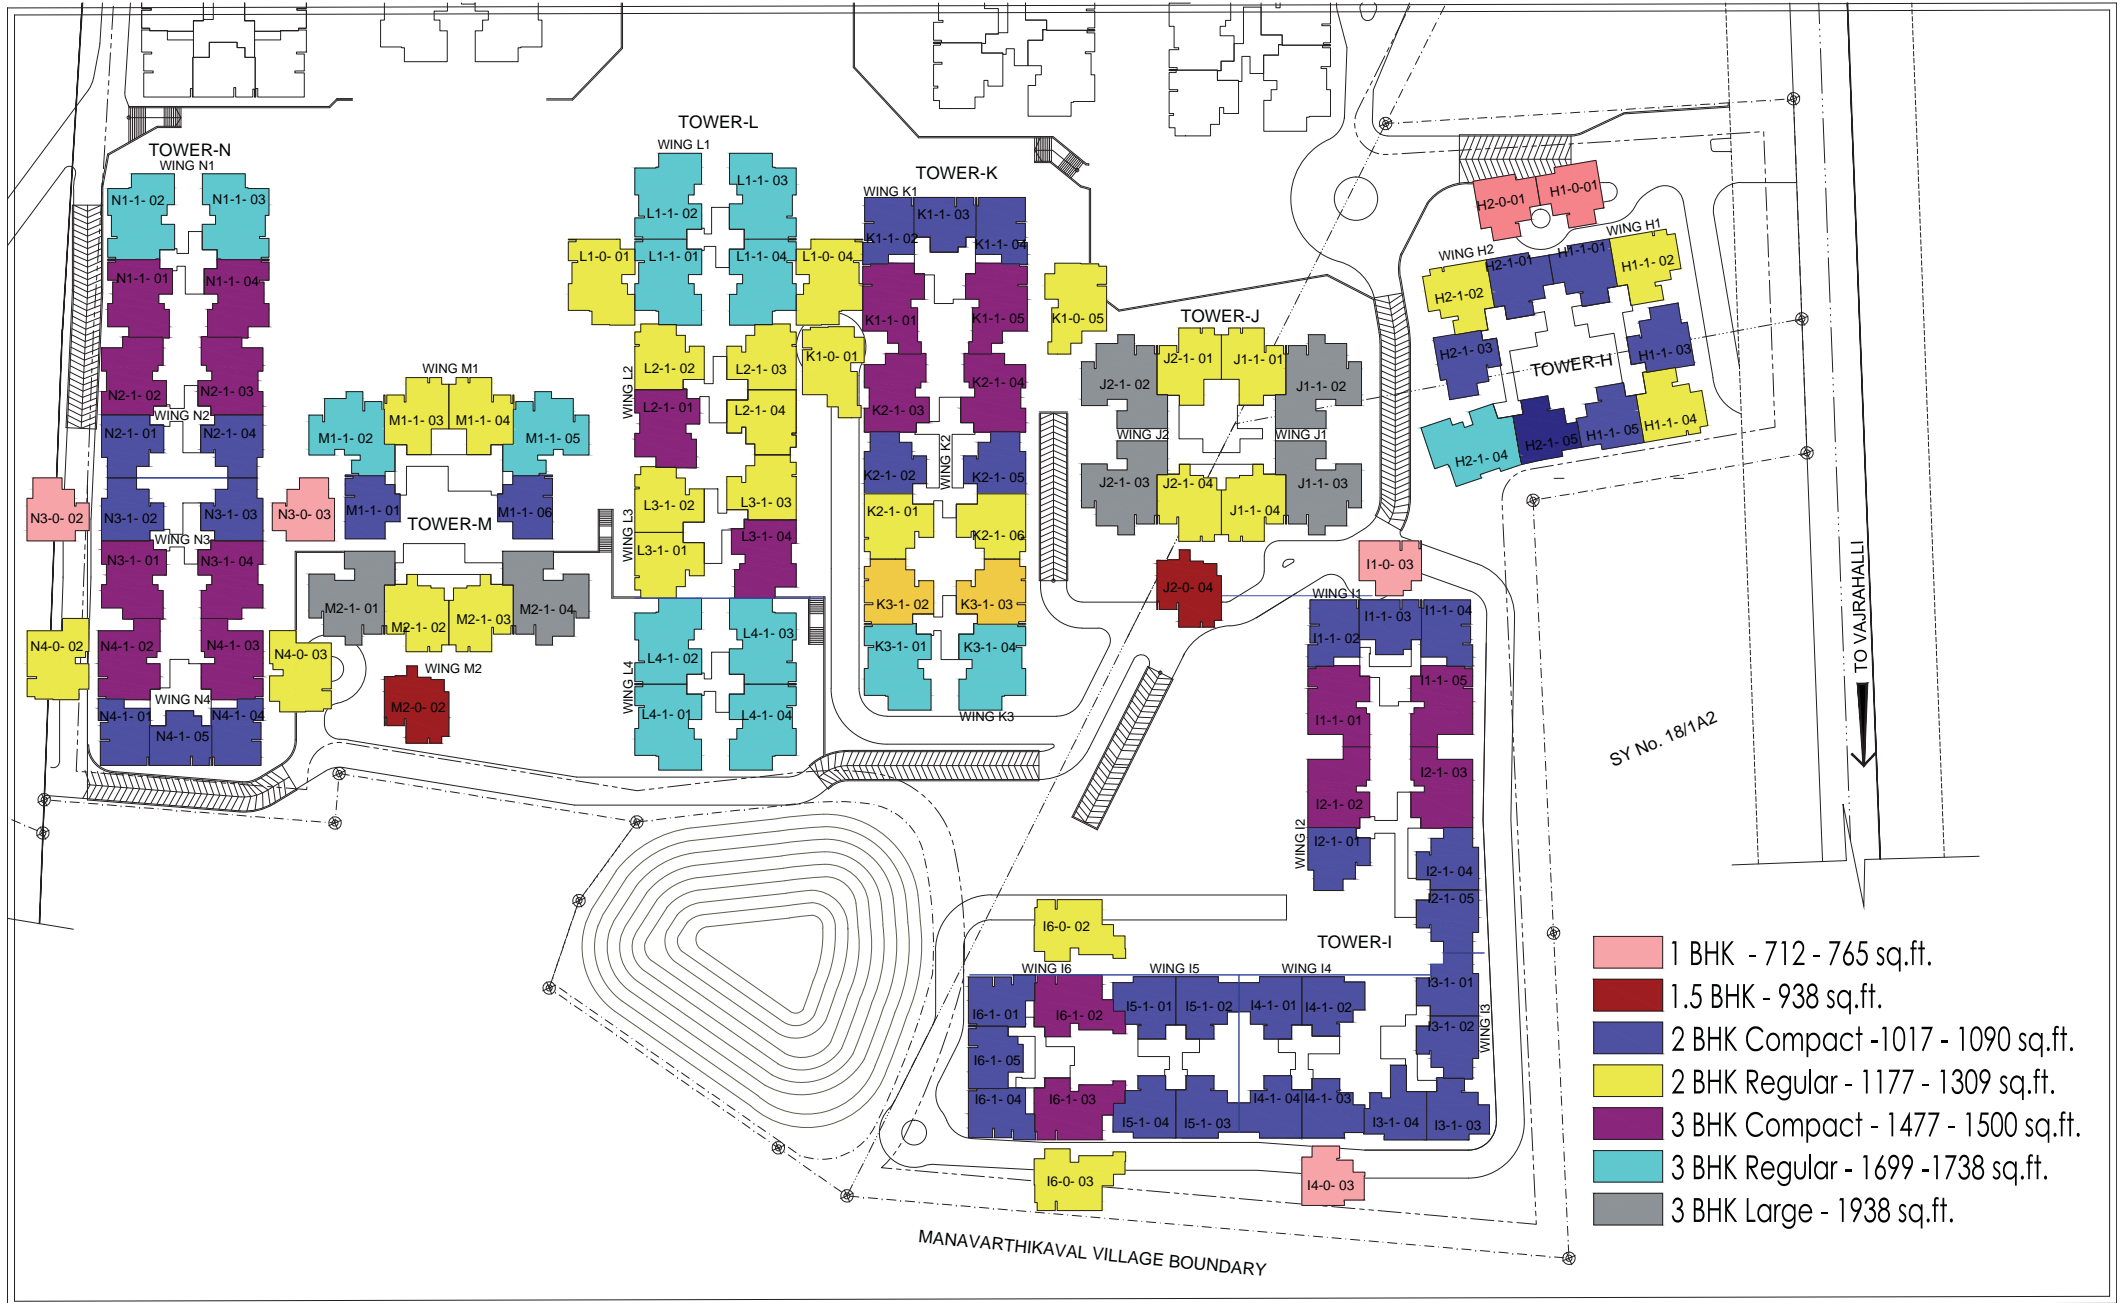 TOWER-N
WING N1
N1-1- 02
N1-1- 03
N1-1- 01
N1-1- 04
N2-1- 02
N2-1- 03
WING N2
N2-1- 01
N2-1- 04
N3-0- 02
N3-1- 02
N3-1- 03
N3-0- 03
WING N3
N3-1- 01
N3-1- 04
N4-0- 02
N4-1- 02
N4-1- 03
N4-0- 03
WING N4
N4-1- 01
N4-1- 04
N4-1- 05
WING M1
M1-1- 02
M1-1- 03
M1-1- 04
M1-1- 05
M1-1- 01
M1-1- 06
TOWER-M
M2-1- 01
M2-1- 02
M2-1- 03
M2-1- 04
WING M2
M2-0- 02
TOWER-L
WING L1
L1-1- 03
L1-1- 02
L1-0- 01
L1-1- 01
L1-1- 04
L1-0- 04
WING L2
L2-1- 02
L2-1- 03
L2-1- 01
L2-1- 04
WING L3
L3-1- 02
L3-1- 03
L3-1- 01
L3-1- 04
WING L4
L4-1- 02
L4-1- 03
L4-1- 01
L4-1- 04
TOWER-K
WING K1
K1-1- 03
K1-1- 02
K1-1- 04
K1-1- 01
K1-1- 05
K1-0- 05
K1-0- 01
K2-1- 04
K2-1- 03
WING K2
K2-1- 02
K2-1- 05
K2-1- 01
K2-1- 06
K3-1- 02
K3-1- 03
K3-1- 01
K3-1- 04
WING K3
TOWER-J
J2-1- 02
J2-1- 01
J1-1- 01
J1-1- 02
WING J2
WING J1
J2-1- 03
J2-1- 04
J1-1- 04
J1-1- 03
J2-0- 04
H2-0-01
H1-0-01
WING H1
WING H2
H2-1-01
H1-1-01
H1-1- 02
H2-1-02
H2-1- 03
H1-1- 03
TOWER-H
H2-1- 04
H2-1- 05
H1-1- 05
H1-1- 04
I1-0- 03
WING I1
I1-1- 02
I1-1- 03
I1-1- 04
I1-1- 05
I1-1- 01
I2-1- 03
I2-1- 02
WING I2
I2-1- 01
I2-1- 04
I2-1- 05
TOWER-I
I3-1- 01
I3-1- 02
WING I3
I6-0- 02
WING I6
WING I5
WING I4
I6-1- 01
I6-1- 02
I5-1- 01
I5-1- 02
I4-1- 01
I4-1- 02
I6-1- 05
I6-1- 04
I6-1- 03
I5-1- 04
I5-1- 03
I4-1- 04
I4-1- 03
I3-1- 04
I3-1- 03
I6-0- 03
I4-0- 03
MANAVARTHIKAVAL VILLAGE BOUNDARY
SY No. 18/1A2
TO VAJRAHALLI
1 BHK - 712 - 765 sq.ft.
1.5 BHK - 938 sq.ft.
2 BHK Compact -1017 - 1090 sq.ft.
2 BHK Regular - 1177 - 1309 sq.ft.
3 BHK Compact - 1477 - 1500 sq.ft.
3 BHK Regular - 1699 -1738 sq.ft.
3 BHK Large - 1938 sq.ft.